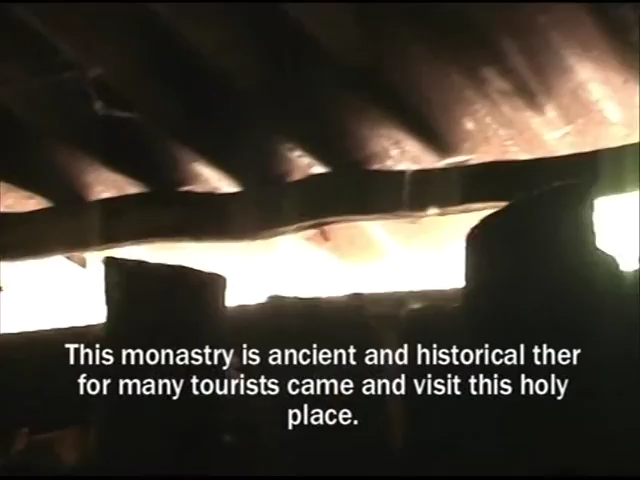 This monastry is ancient and historical ther
for many tourists came and visit this holy
place.